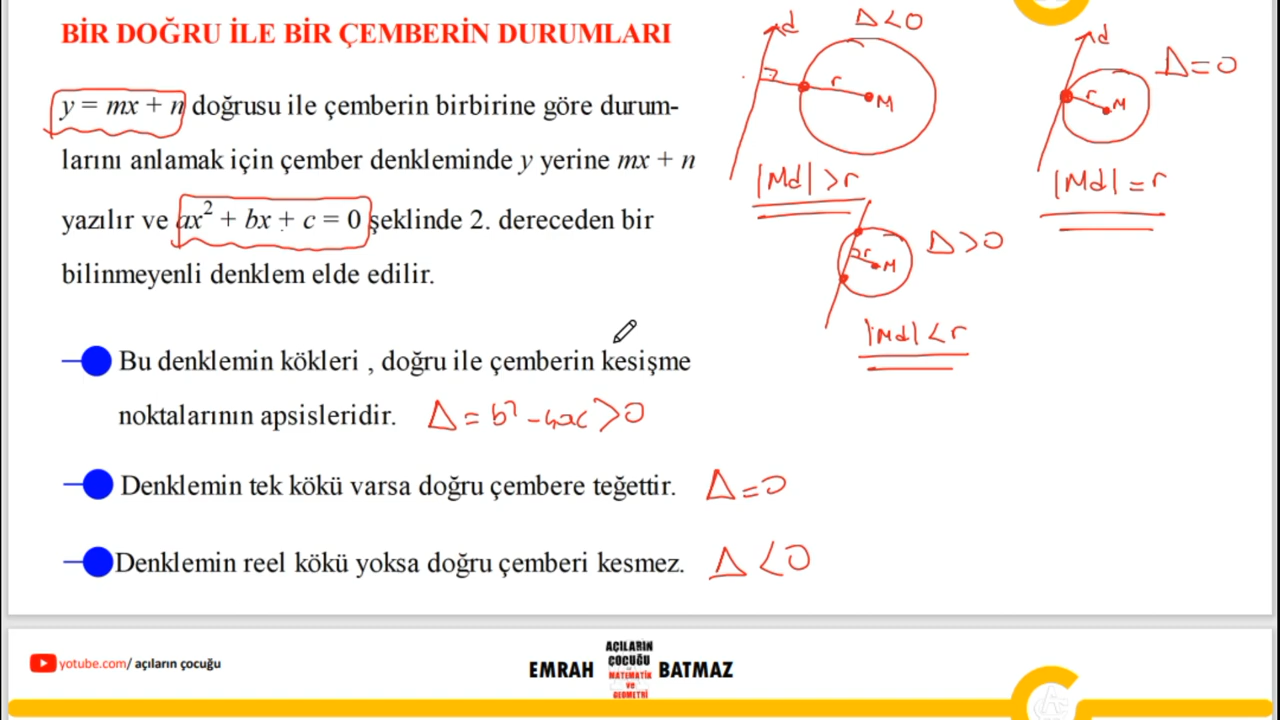 BİR DOĞRU İLE BİR ÇEMBERİN DURUMLARI
y = mx + n doğrusu ile çemberin birbirine göre durum-
larını anlamak için çember denkleminde y yerine mx + n
yazılır ve ax² + bx + c = 0 şeklinde 2. dereceden bir
bilinmeyenli denklem elde edilir.
Bu denklemin kökleri , doğru ile çemberin kesişme
noktalarının apsisleridir. Δ = b² - 4ac > 0
Denklemin tek kökü varsa doğru çembere teğettir. Δ = 0
Denklemin reel kökü yoksa doğru çemberi kesmez. Δ < 0
d
Δ < 0
r
M
|Md| > r
d
Δ = 0
r
M
|Md| = r
Δ > 0
r
M
|Md| < r
yotube.com/ açıların çocuğu
EMRAH
AÇILARIN
ÇOCUĞU
MATEMATİK
ve
GEOMETRİ
BATMAZ